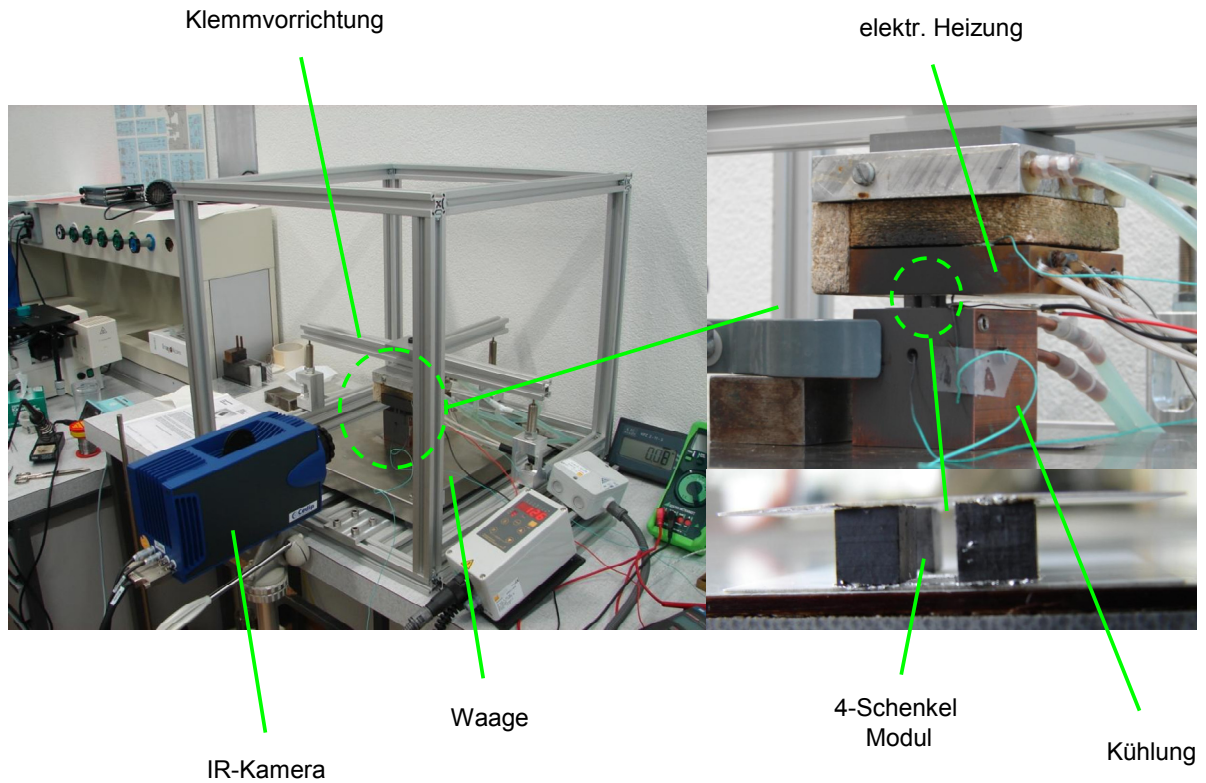 Klemmvorrichtung
elektr. Heizung
Waage
4-Schenkel
Modul
Kühlung
IR-Kamera